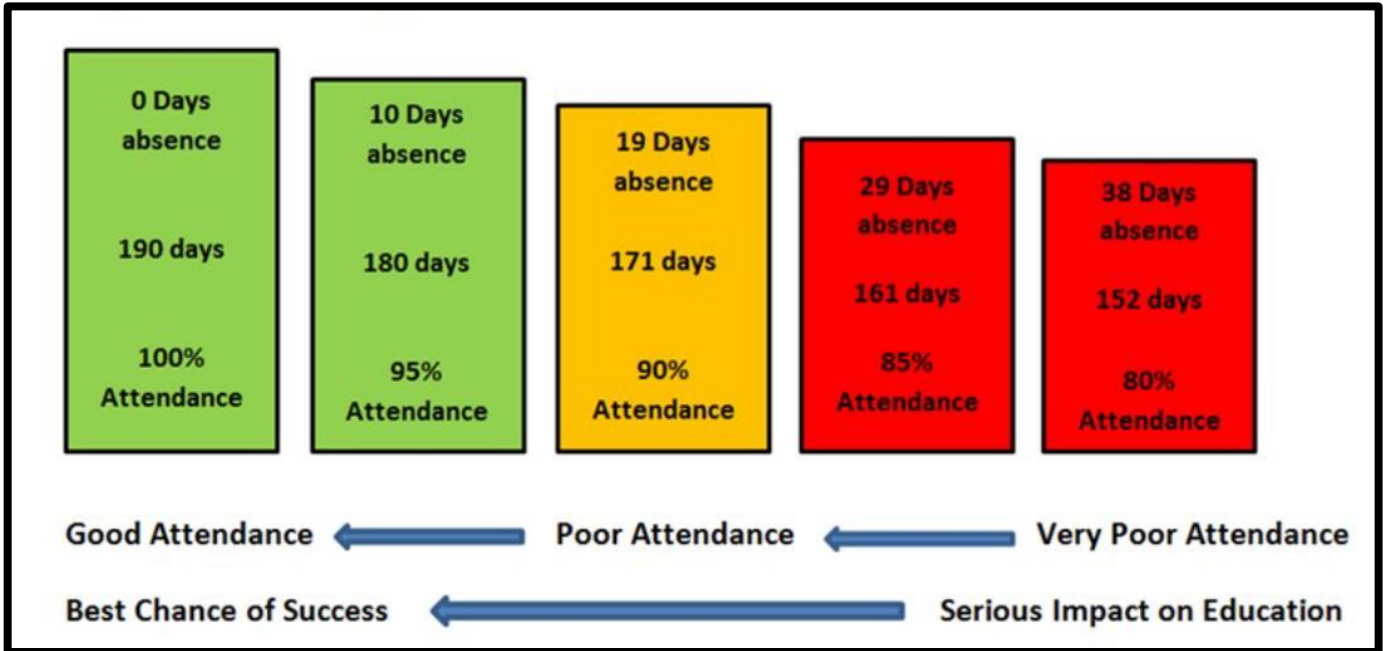 0 Days
absence
190 days
100%
Attendance
10 Days
absence
180 days
95%
Attendance
19 Days
absence
171 days
90%
Attendance
29 Days
absence
161 days
85%
Attendance
38 Days
absence
152 days
80%
Attendance
Good Attendance Poor Attendance Very Poor Attendance
Best Chance of Success Serious Impact on Education